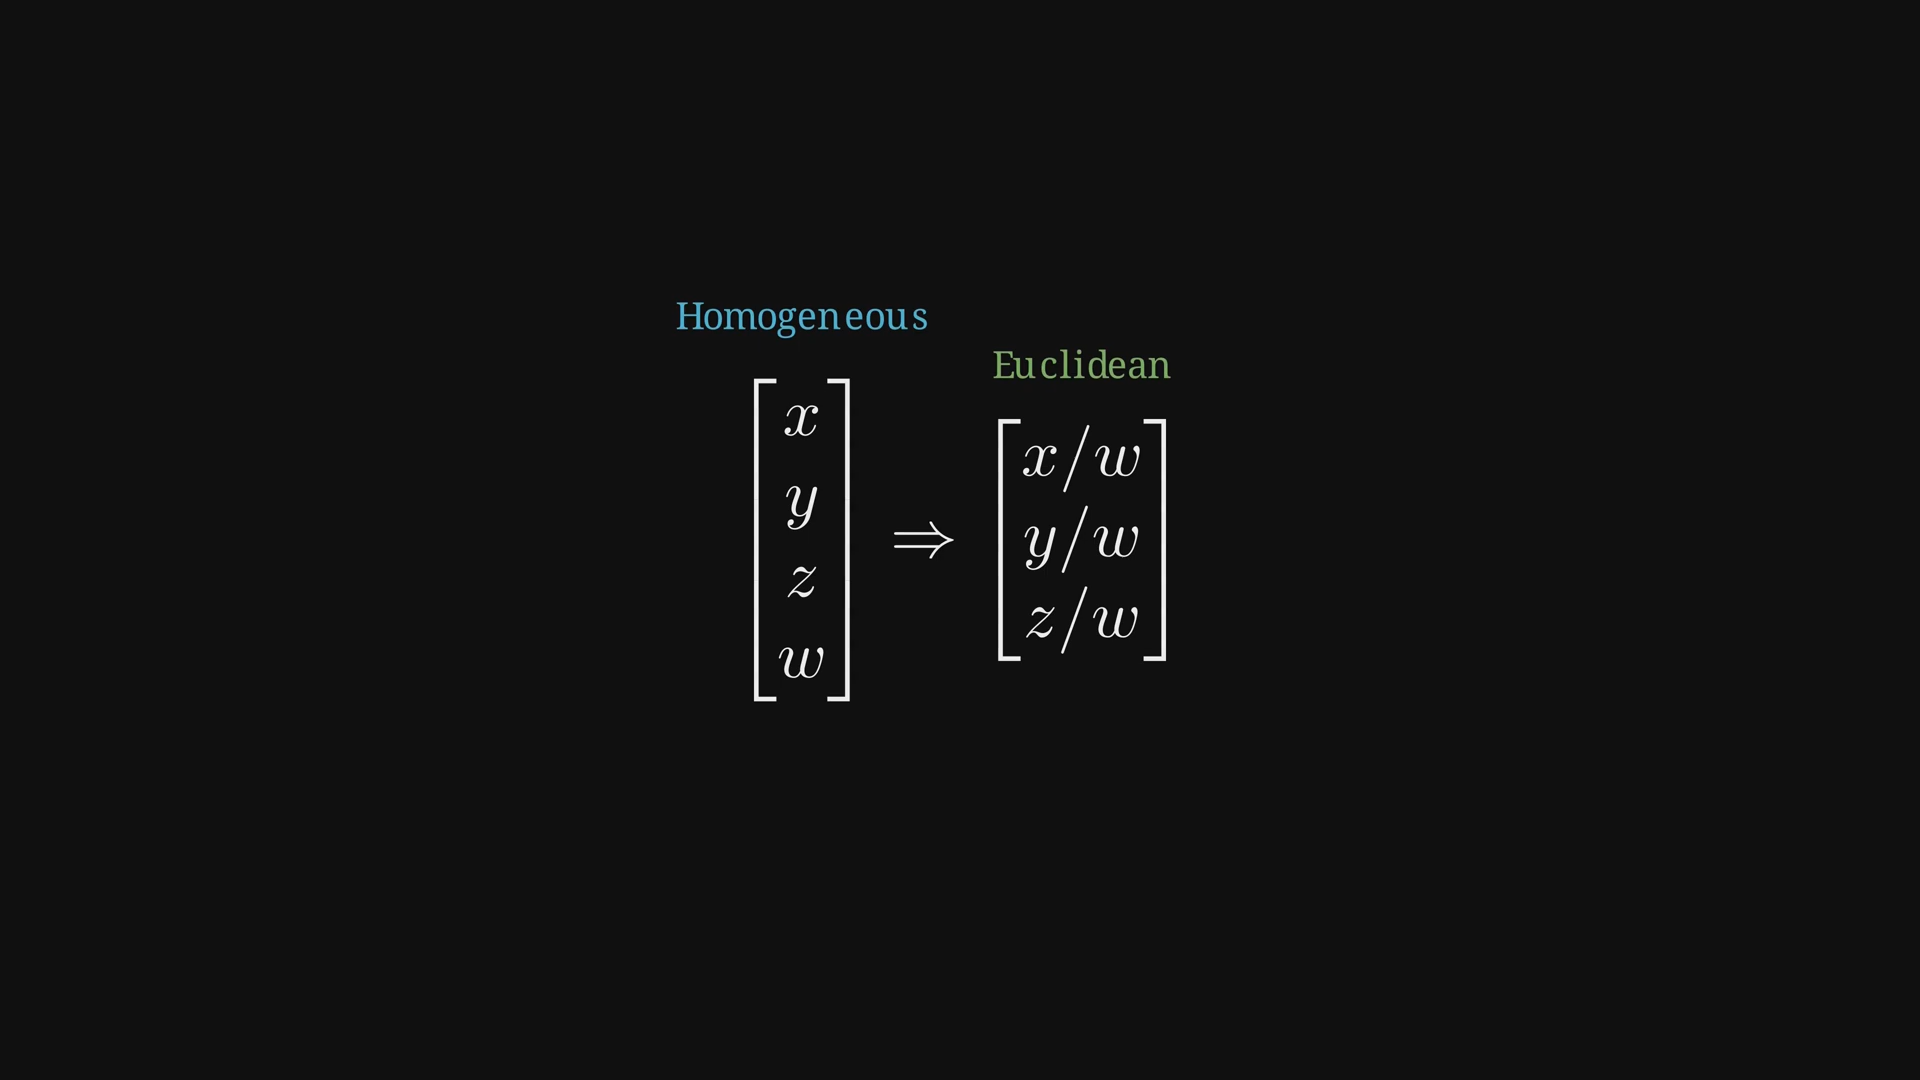 Homogeneous
Euclidean
x
y
z
w
⇒
x/w
y/w
z/w